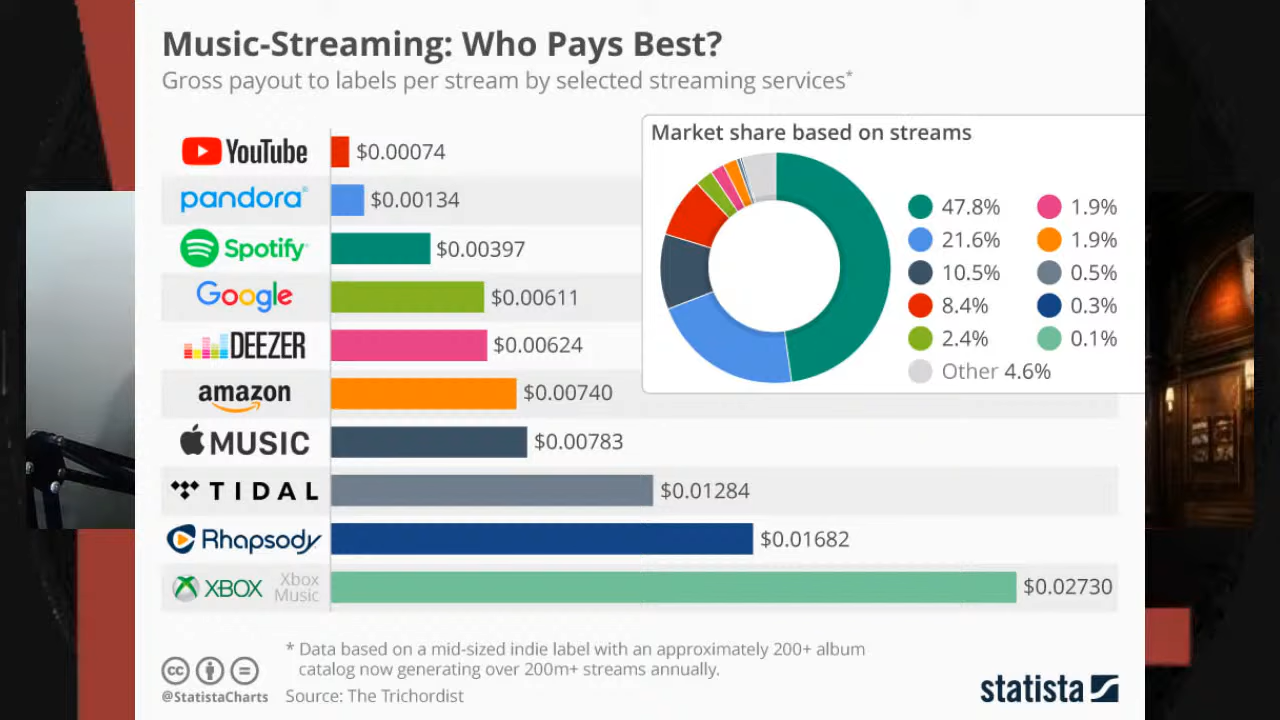 Music-Streaming: Who Pays Best?
Gross payout to labels per stream by selected streaming services*
YouTube $0.00074
pandora $0.00134
Spotify $0.00397
Google $0.00611
DEEZER $0.00624
amazon $0.00740
MUSIC $0.00783
TIDAL $0.01284
Rhapsody $0.01682
XBOX Xbox Music $0.02730
Market share based on streams
47.8% 1.9%
21.6% 1.9%
10.5% 0.5%
8.4% 0.3%
2.4% 0.1%
Other 4.6%
* Data based on a mid-sized indie label with an approximately 200+ album
catalog now generating over 200m+ streams annually.
cc
@StatistaCharts Source: The Trichordist
statista